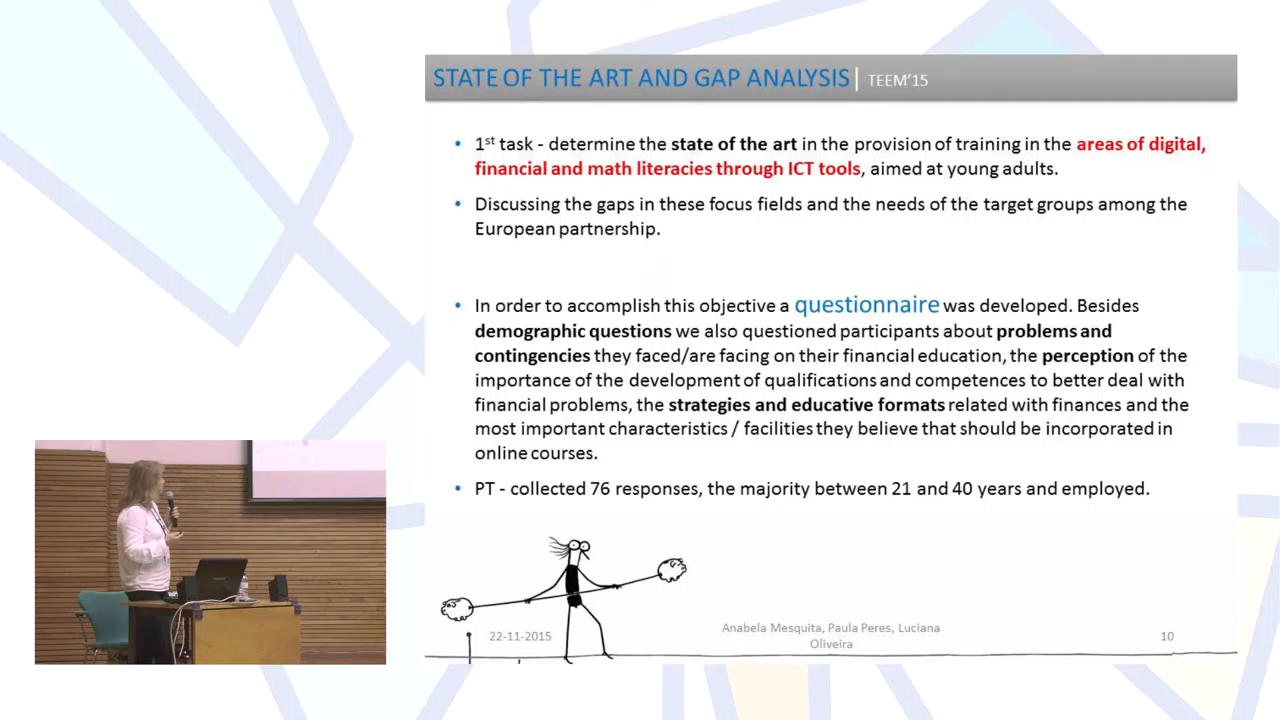 STATE OF THE ART AND GAP ANALYSIS| TEEM'15
• 1st task - determine the state of the art in the provision of training in the areas of digital,
financial and math literacies through ICT tools, aimed at young adults.
• Discussing the gaps in these focus fields and the needs of the target groups among the
European partnership.
• In order to accomplish this objective a questionnaire was developed. Besides
demographic questions we also questioned participants about problems and
contingencies they faced/are facing on their financial education, the perception of the
importance of the development of qualifications and competences to better deal with
financial problems, the strategies and educative formats related with finances and the
most important characteristics / facilities they believe that should be incorporated in
online courses.
• PT - collected 76 responses, the majority between 21 and 40 years and employed.
22-11-2015
Anabela Mesquita, Paula Peres, Luciana
Oliveira
10